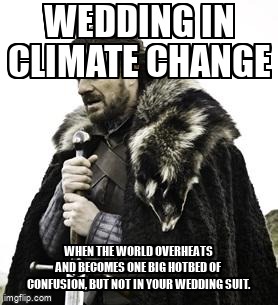 WEDDING IN
CLIMATE CHANGE
WHEN THE WORLD OVERHEATS
AND BECOMES ONE BIG HOTBED OF
CONFUSION, BUT NOT IN YOUR WEDDING SUIT.
imgflip.com